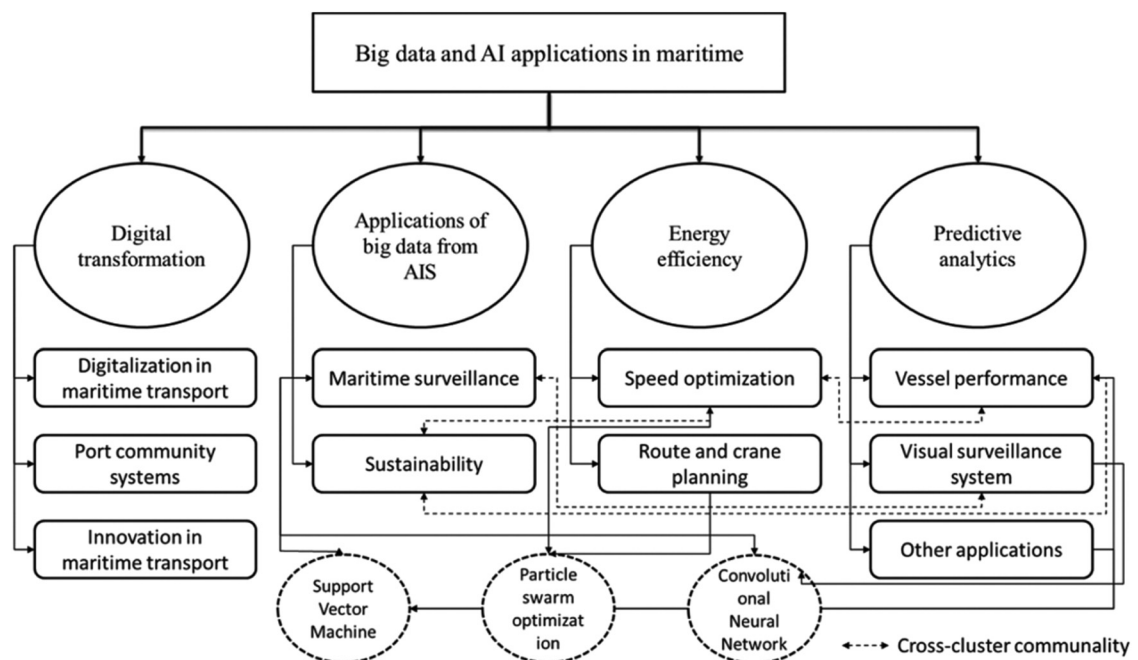 Big data and AI applications in maritime
Digital
transformation
Applications of
big data from
AIS
Energy
efficiency
Predictive
analytics
Digitalization in
maritime transport
Maritime surveillance
Speed optimization
Vessel performance
Port community
systems
Sustainability
Route and crane
planning
Visual surveillance
system
Innovation in
maritime transport
Other applications
Support
Vector
Machine
Particle
swarm
optimizat
ion
Convoluti
onal
Neural
Network
Cross-cluster communality